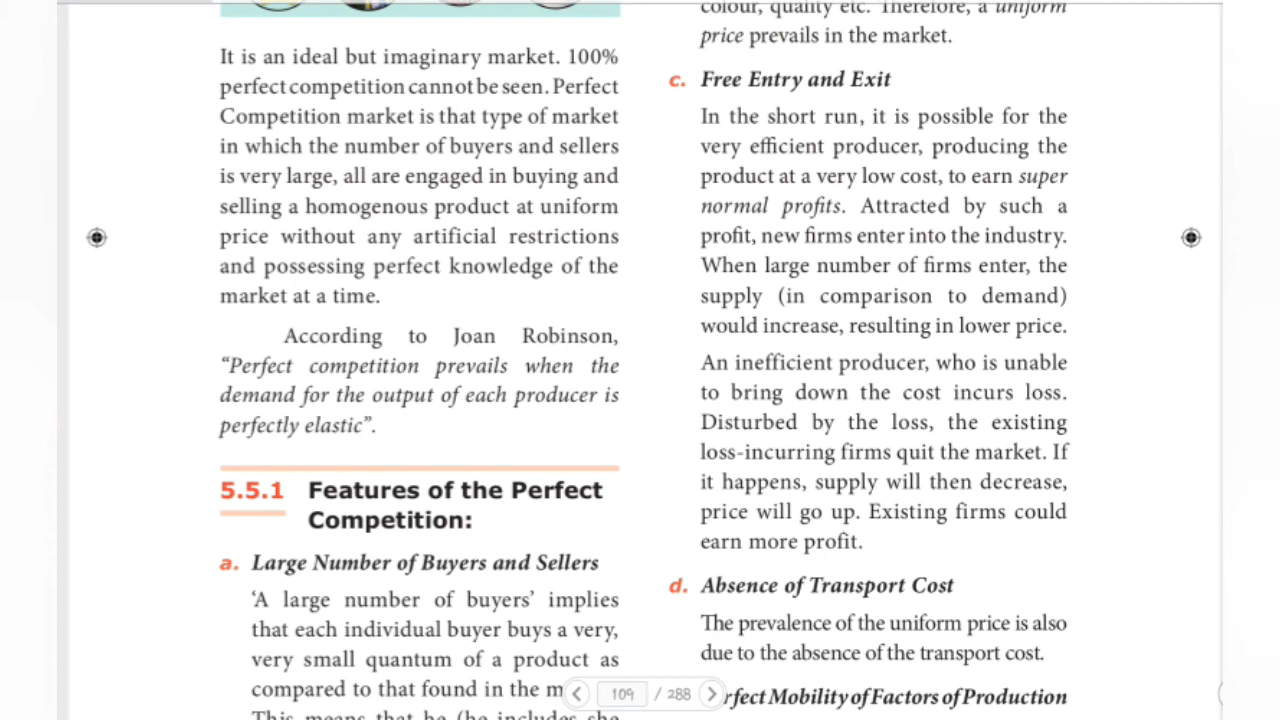 It is an ideal but imaginary market. 100%
perfect competition cannot be seen. Perfect
Competition market is that type of market
in which the number of buyers and sellers
is very large, all are engaged in buying and
selling a homogenous product at uniform
price without any artificial restrictions
and possessing perfect knowledge of the
market at a time.
According to Joan Robinson,
“Perfect competition prevails when the
demand for the output of each producer is
perfectly elastic”.
5.5.1 Features of the Perfect
Competition:
a. Large Number of Buyers and Sellers
‘A large number of buyers’ implies
that each individual buyer buys a very,
very small quantum of a product as
compared to that found in the m
This means that he (he includes she
colour, quality etc. Therefore, a uniform
price prevails in the market.
c. Free Entry and Exit
In the short run, it is possible for the
very efficient producer, producing the
product at a very low cost, to earn super
normal profits. Attracted by such a
profit, new firms enter into the industry.
When large number of firms enter, the
supply (in comparison to demand)
would increase, resulting in lower price.
An inefficient producer, who is unable
to bring down the cost incurs loss.
Disturbed by the loss, the existing
loss-incurring firms quit the market. If
it happens, supply will then decrease,
price will go up. Existing firms could
earn more profit.
d. Absence of Transport Cost
The prevalence of the uniform price is also
due to the absence of the transport cost.
rfect Mobility of Factors of Production
109 / 288